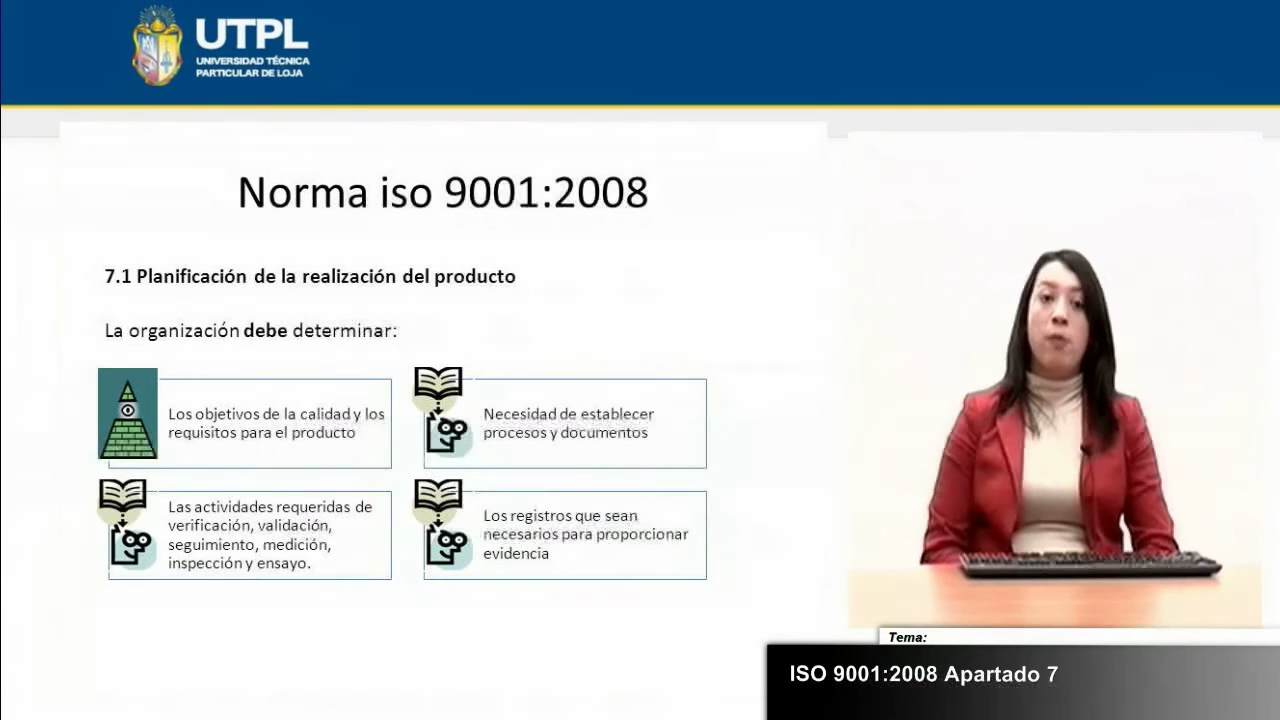 UTPL
UNIVERSIDAD TÉCNICA
PARTICULAR DE LOJA
Norma iso 9001:2008
7.1 Planificación de la realización del producto
La organización debe determinar:
Los objetivos de la calidad y los
requisitos para el producto
Necesidad de establecer
procesos y documentos
Las actividades requeridas de
verificación, validación,
seguimiento, medición,
inspección y ensayo.
Los registros que sean
necesarios para proporcionar
evidencia
Tema:
ISO 9001:2008 Apartado 7